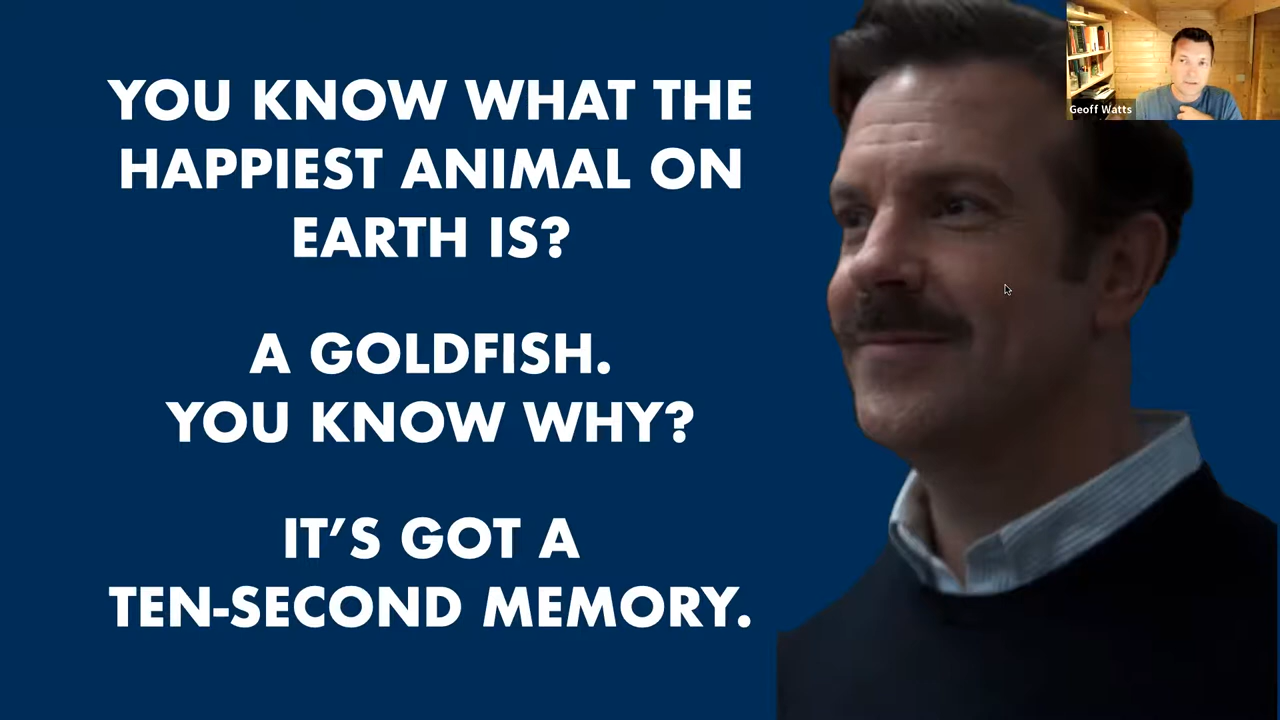 YOU KNOW WHAT THE
HAPPIEST ANIMAL ON
EARTH IS?
A GOLDFISH.
YOU KNOW WHY?
IT’S GOT A
TEN-SECOND MEMORY.
Geoff Watts